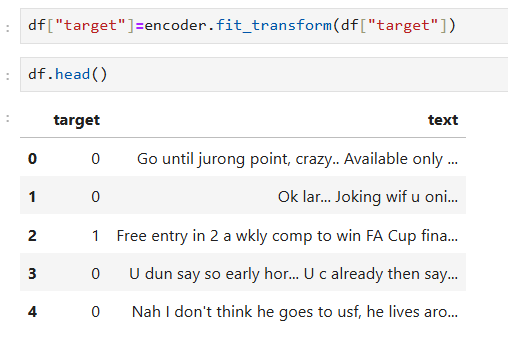 : df["target"]=encoder.fit_transform(df["target"])
: df.head()
:
target text
0 0 Go until jurong point, crazy.. Available only ...
1 0 Ok lar... Joking wif u oni...
2 1 Free entry in 2 a wkly comp to win FA Cup fina...
3 0 U dun say so early hor... U c already then say...
4 0 Nah I don't think he goes to usf, he lives aro...